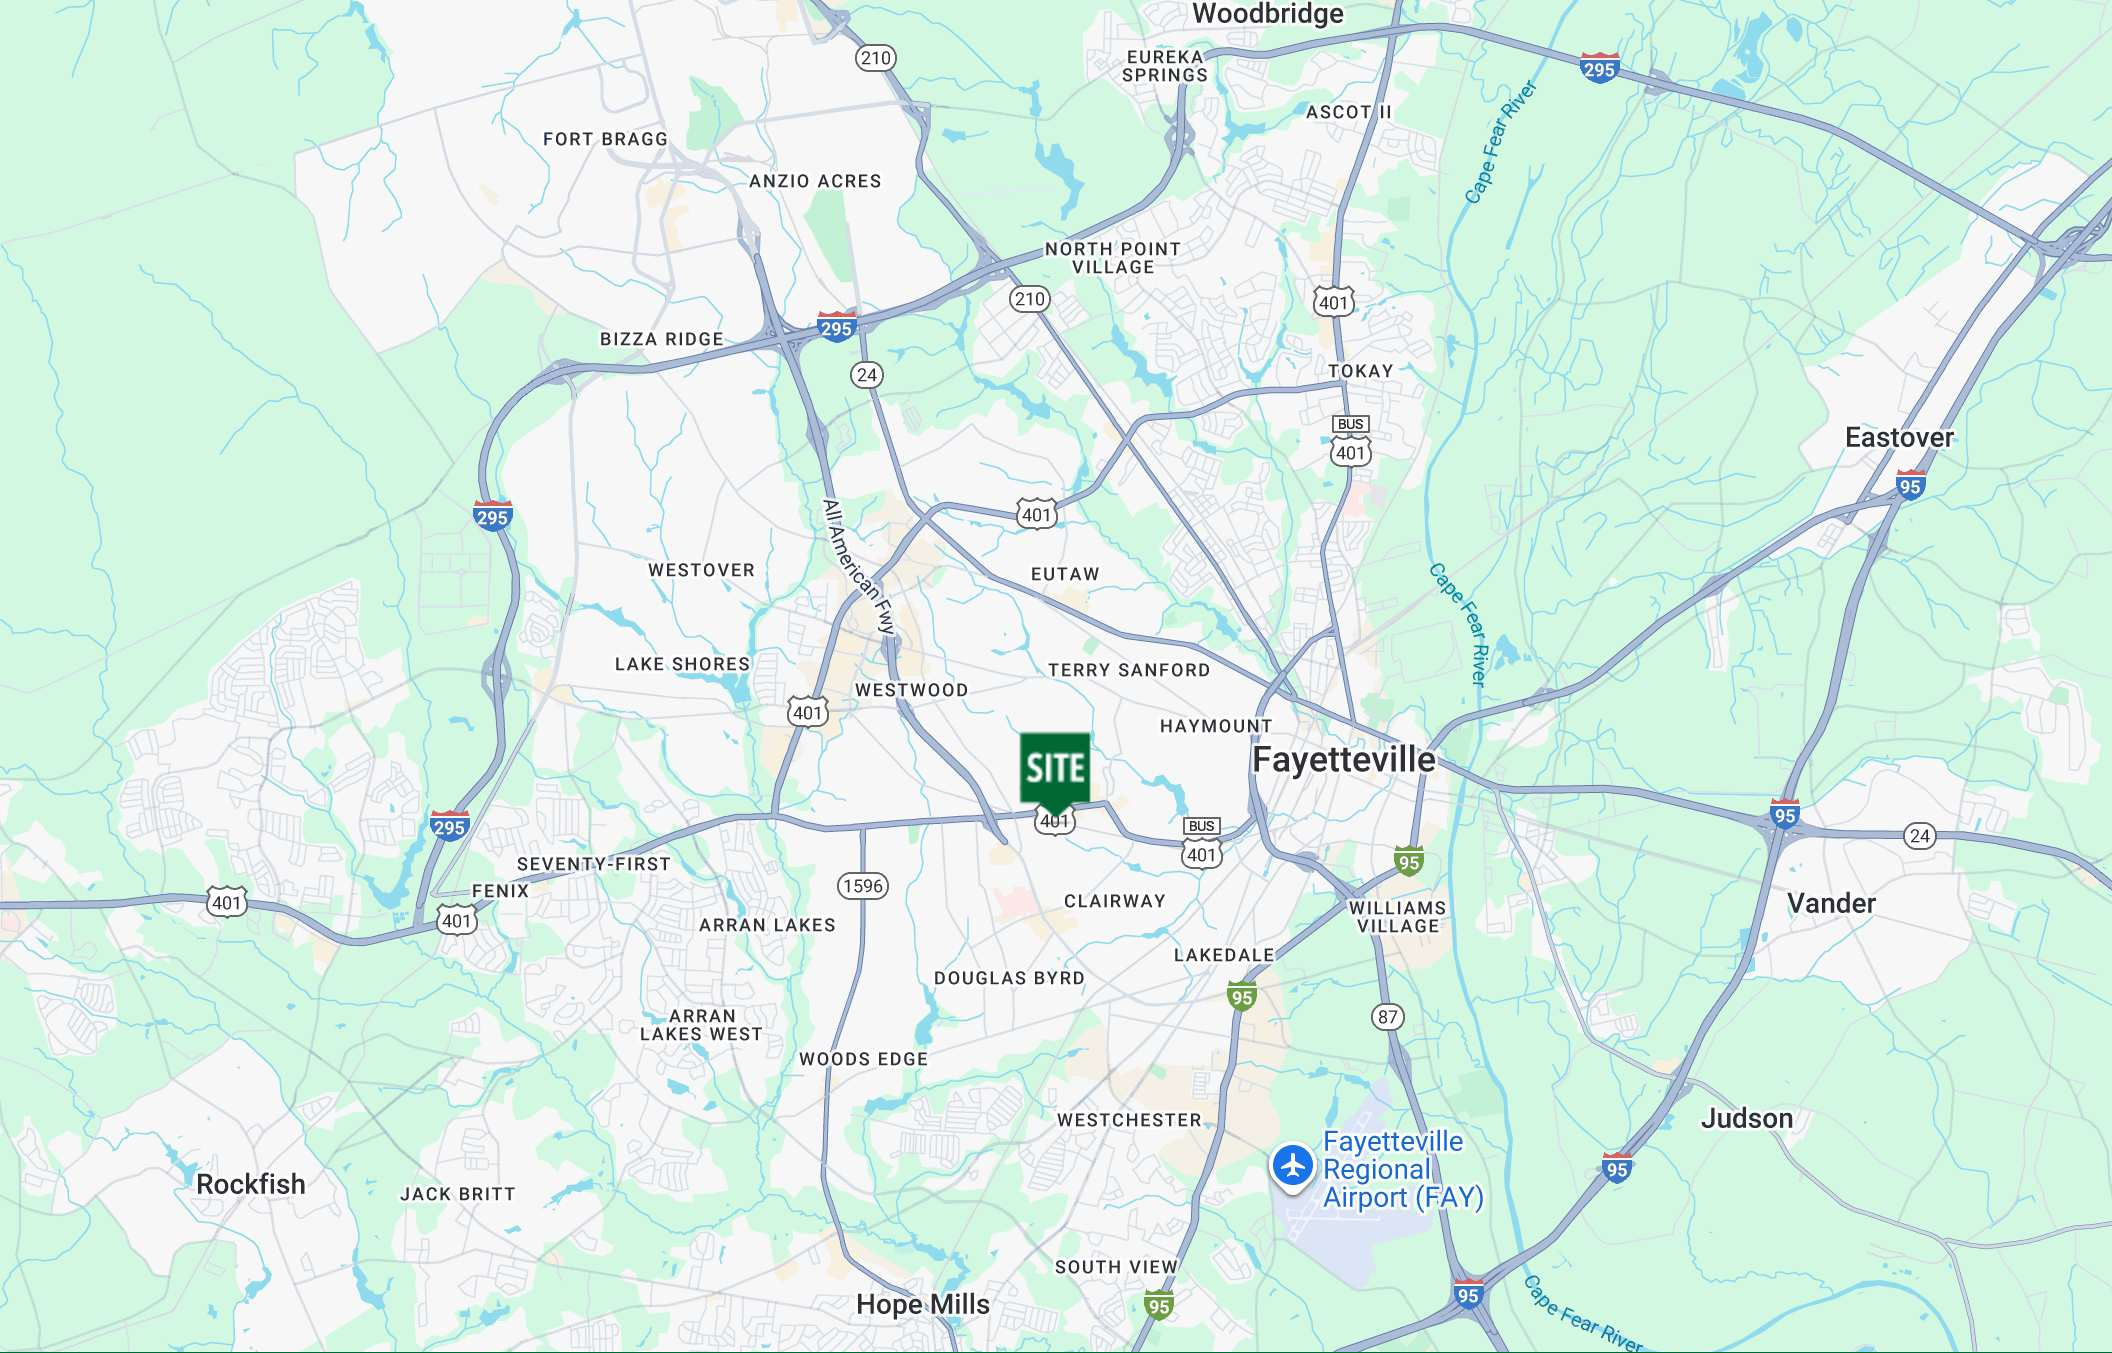 Woodbridge
EUREKA
SPRINGS
210
295
ASCOT II
Cape Fear River
FORT BRAGG
ANZIO ACRES
NORTH POINT
VILLAGE
210
401
295
BIZZA RIDGE
24
TOKAY
BUS
401
Eastover
95
295
401
All American Fwy
WESTOVER
EUTAW
Cape Fear River
LAKE SHORES
TERRY SANFORD
WESTWOOD
401
HAYMOUNT
Fayetteville
SITE
401
295
BUS
401
95
24
95
SEVENTY-FIRST
FENIX
1596
401
401
CLAIRWAY
Vander
WILLIAMS
VILLAGE
ARRAN LAKES
LAKEDALE
DOUGLAS BYRD
95
87
ARRAN
LAKES WEST
WOODS EDGE
WESTCHESTER
Judson
Fayetteville
Regional
Airport (FAY)
95
Rockfish
JACK BRITT
SOUTH VIEW
95
95
Hope Mills
Cape Fear River